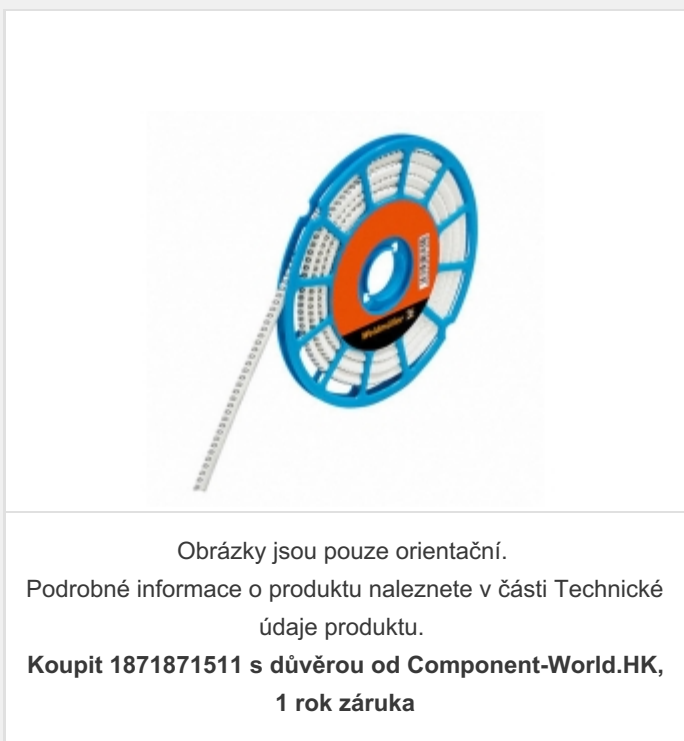 Weidmüller
Obrázky jsou pouze orientační.
Podrobné informace o produktu naleznete v části Technické
údaje produktu.
Koupit 1871871511 s důvěrou od Component-World.HK,
1 rok záruka